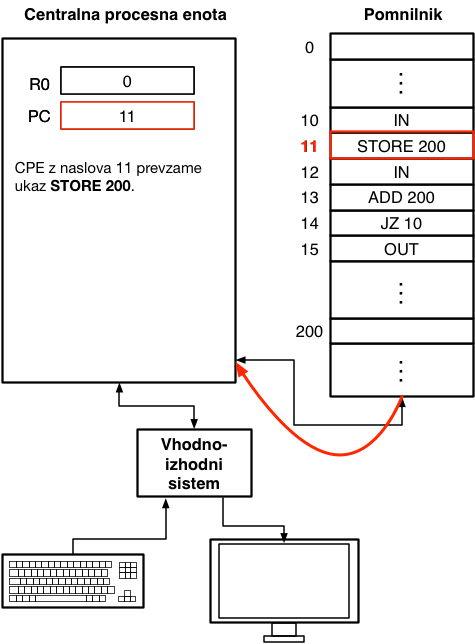 Centralna procesna enota
Pomnilnik
R0
0
PC
11
CPE z naslova 11 prevzame
ukaz STORE 200.
0
⋮
10
IN
11
STORE 200
12
IN
13
ADD 200
14
JZ 10
15
OUT
⋮
200
⋮
Vhodno-
izhodni
sistem